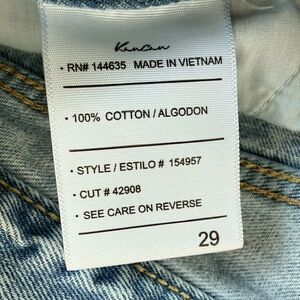 KanCan
• RN# 144635 MADE IN VIETNAM
• 100% COTTON / ALGODON
• STYLE / ESTILO # 154957
• CUT # 42908
• SEE CARE ON REVERSE
29